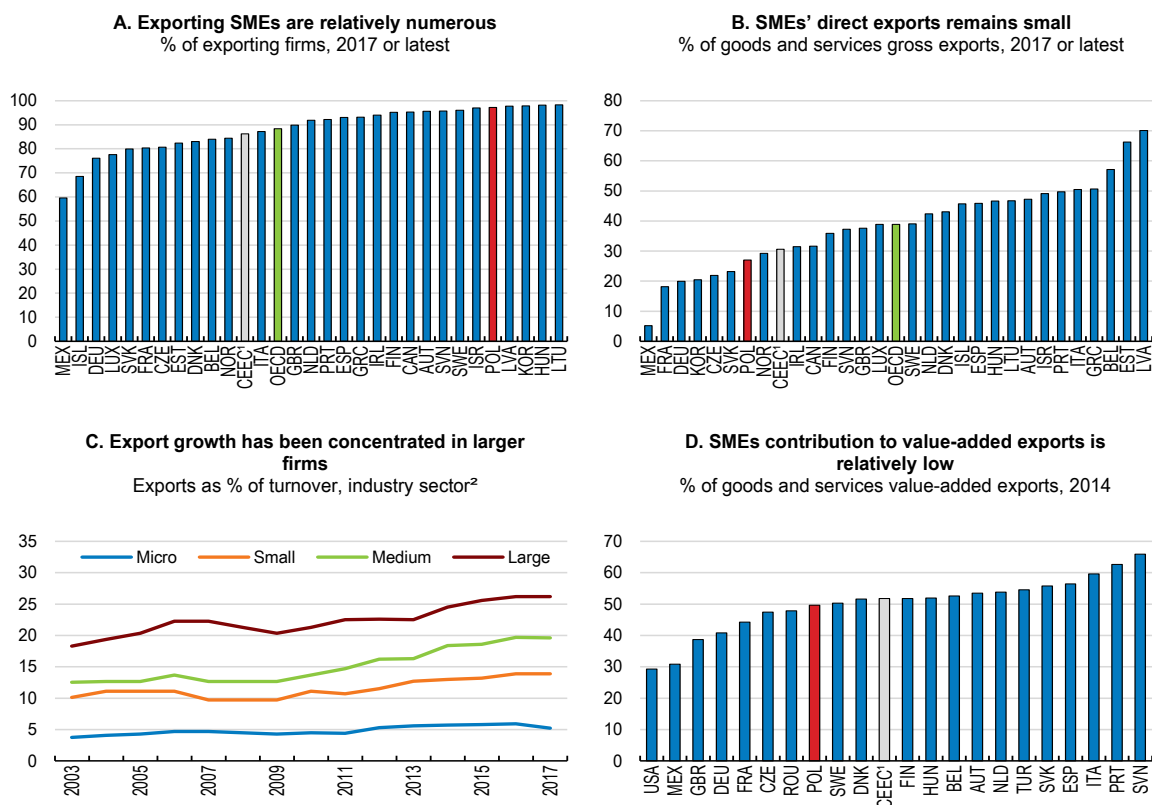 A. Exporting SMEs are relatively numerous
% of exporting firms, 2017 or latest
100
90
80
70
60
50
40
30
20
10
0
MEX ISL DEU LUX SVK FRA CZE EST DNK BEL NOR CEEC¹ ITA OECD GBR NLD PRT ESP GRC IRL FIN CAN AUT SVN SWE ISR POL LVA KOR HUN LTU
B. SMEs' direct exports remains small
% of goods and services gross exports, 2017 or latest
80
70
60
50
40
30
20
10
0
MEX FRA DEU KOR CZE SVK POL NOR CEEC¹ IRL CAN FIN SVN GBR LUX OECD SWE NLD DNK ISL ESP HUN LTU AUT ISR PRT ITA GRC BEL EST LVA
C. Export growth has been concentrated in larger
firms
Exports as % of turnover, industry sector²
35
30
25
20
15
10
5
0
Micro Small Medium Large
2003 2005 2007 2009 2011 2013 2015 2017
D. SMEs contribution to value-added exports is
relatively low
% of goods and services value-added exports, 2014
70
60
50
40
30
20
10
0
USA MEX GBR DEU FRA CZE ROU POL SWE DNK CEEC¹ FIN HUN BEL AUT NLD TUR SVK ESP ITA PRT SVN